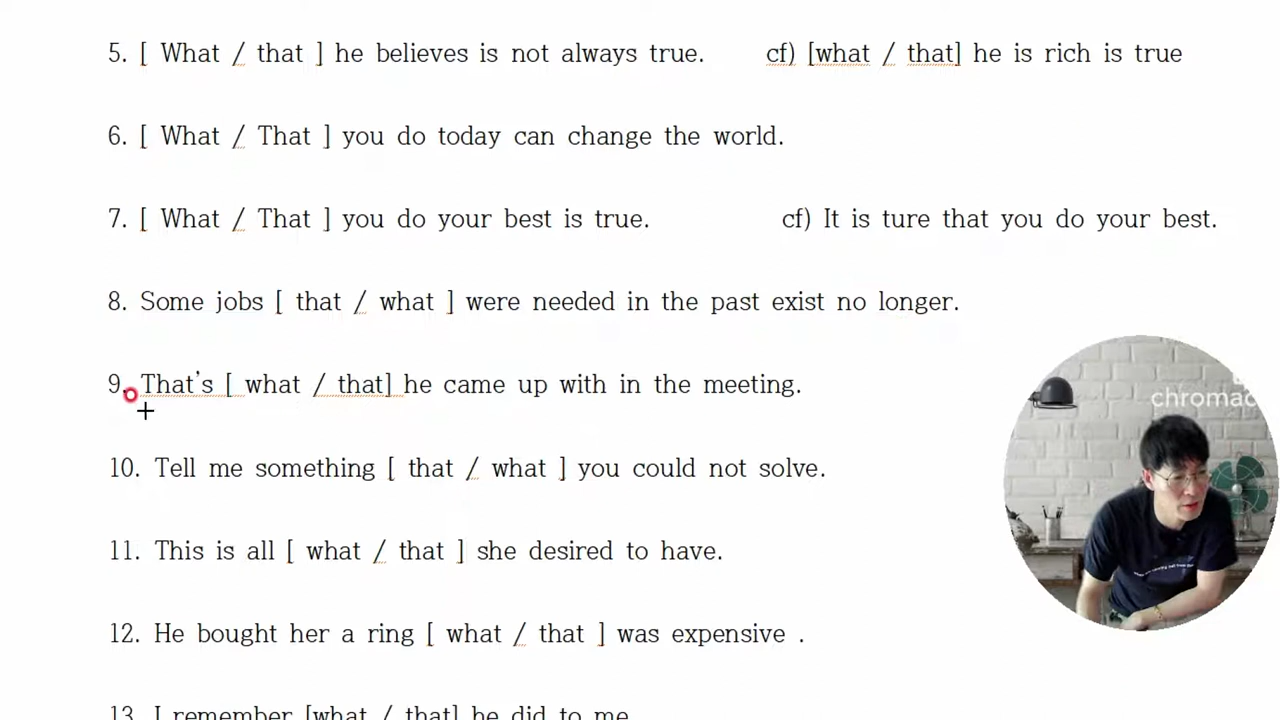 5. [ What / that ] he believes is not always true. cf) [what / that] he is rich is true
6. [ What / That ] you do today can change the world.
7. [ What / That ] you do your best is true. cf) It is ture that you do your best.
8. Some jobs [ that / what ] were needed in the past exist no longer.
9. That's [ what / that] he came up with in the meeting.
chromac
10. Tell me something [ that / what ] you could not solve.
11. This is all [ what / that ] she desired to have.
12. He bought her a ring [ what / that ] was expensive .
13. I remember [what / that] he did to me